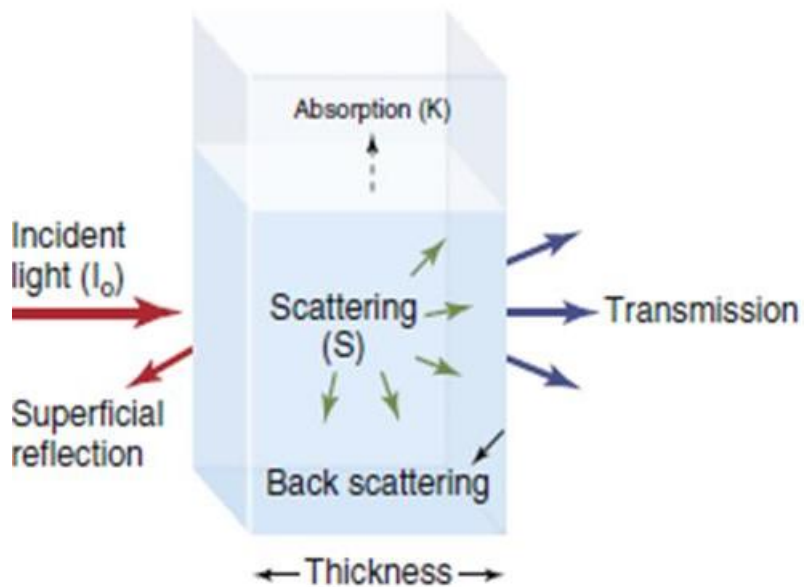 Absorption (K)
Incident
light (Iₒ)
Scattering
(S)
Transmission
Superficial
reflection
Back scattering
Thickness